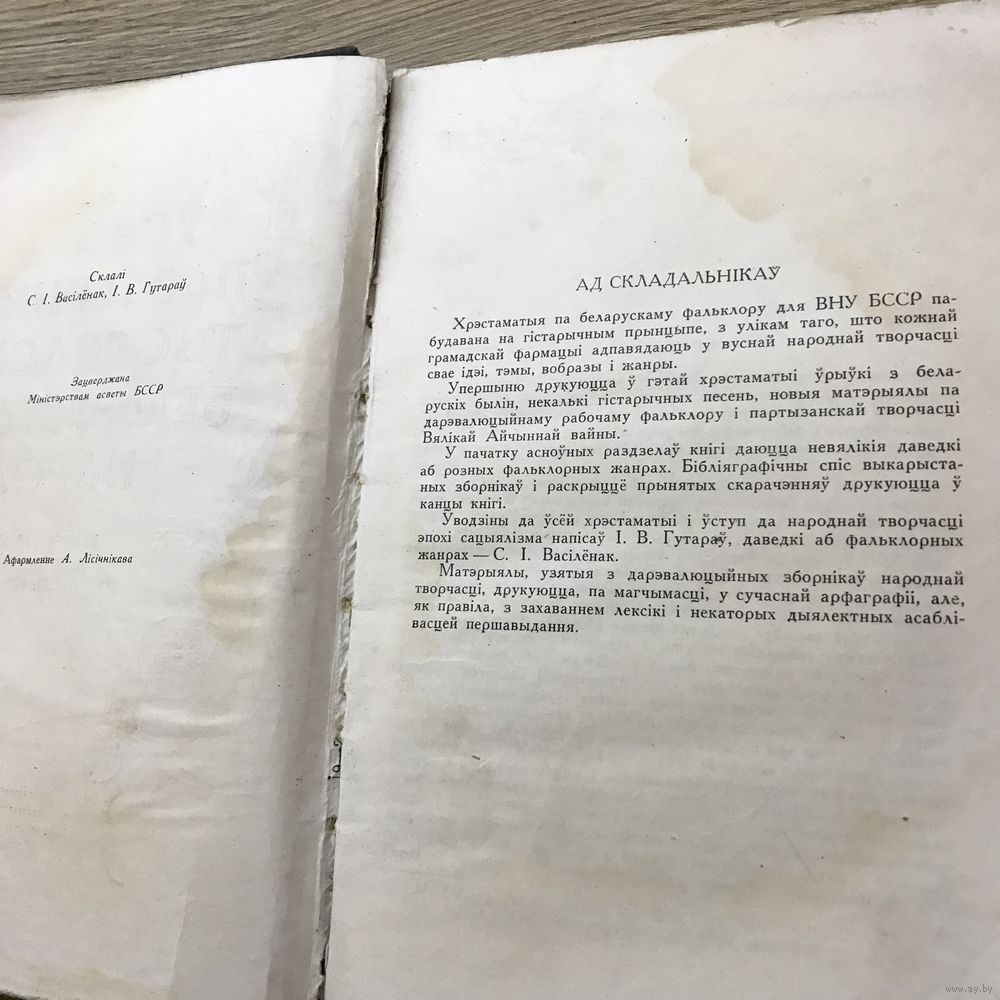 Склалі
С. І. Васілёнак, І. В. Гутараў
Зацверджана
Міністэрствам асветы БССР
Афармленне А. Лісічнікава
АД СКЛАДАЛЬНІКАЎ
Хрэстаматыя па беларускаму фальклору для ВНУ БССР па-
будавана на гістарычным прынцыпе, з улікам таго, што кожнай
грамадскай фармацыі адпавядаюць у вуснай народнай творчасці
свае ідэі, тэмы, вобразы і жанры.
Упершыню друкуюцца ў гэтай хрэстаматыі ўрыўкі з бела-
рускіх былін, некалькі гістарычных песень, новыя матэрыялы па
дарэвалюцыйнаму рабочаму фальклору і партызанскай творчасці
Вялікай Айчыннай вайны.
У пачатку асноўных раздзелаў кнігі даюцца невялікія даведкі
аб розных фальклорных жанрах. Бібліяграфічны спіс выкарыста-
ных зборнікаў і раскрыццё прынятых скарачэнняў друкуюцца ў
канцы кнігі.
Уводзіны да ўсёй хрэстаматыі і ўступ да народнай творчасці
эпохі сацыялізма напісаў І. В. Гутараў, даведкі аб фальклорных
жанрах — С. І. Васілёнак.
Матэрыялы, узятыя з дарэвалюцыйных зборнікаў народнай
творчасці, друкуюцца, па магчымасці, у сучаснай арфаграфіі, але,
як правіла, з захаваннем лексікі і некаторых дыялектных асаблі-
васцей першавыдання.
www.ay.by